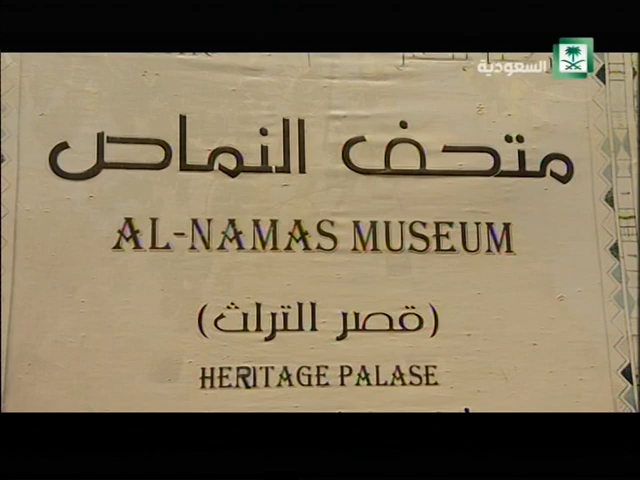 السعودية
متحف النماص
AL-NAMAS MUSEUM
(قصر التراث)
HERITAGE PALASE